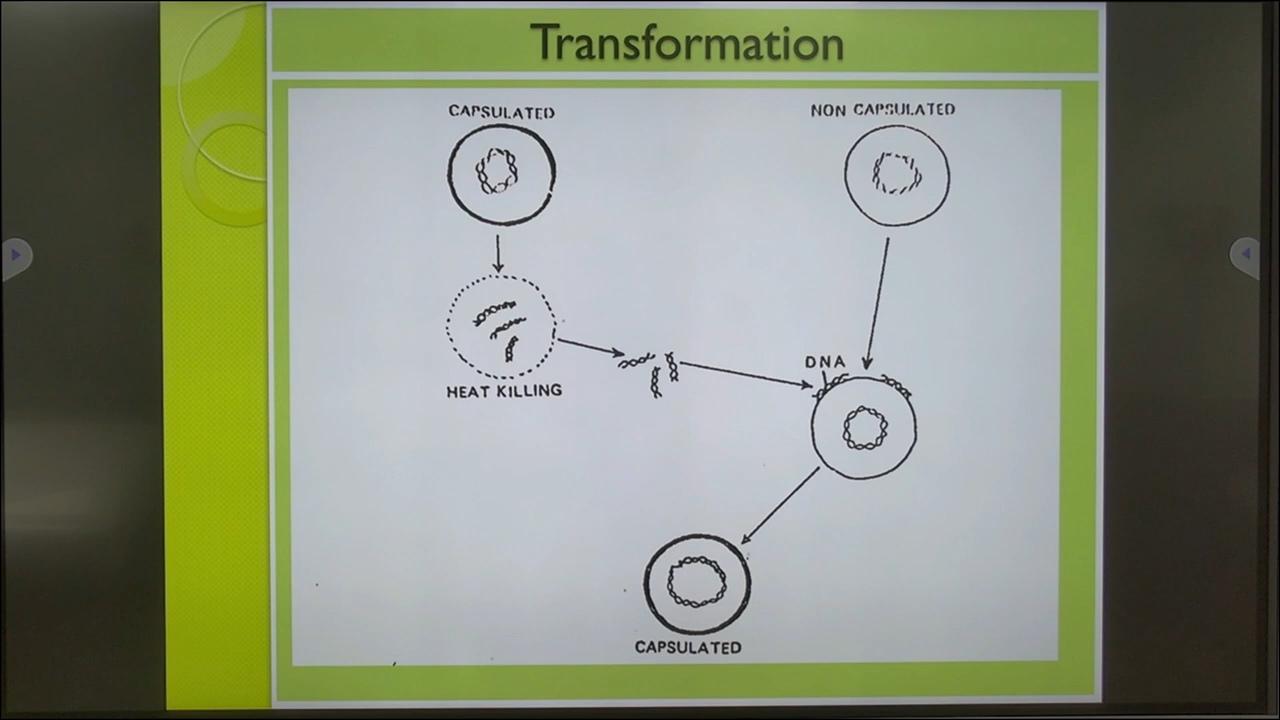 Transformation
CAPSULATED
NON CAPSULATED
DNA
HEAT KILLING
CAPSULATED